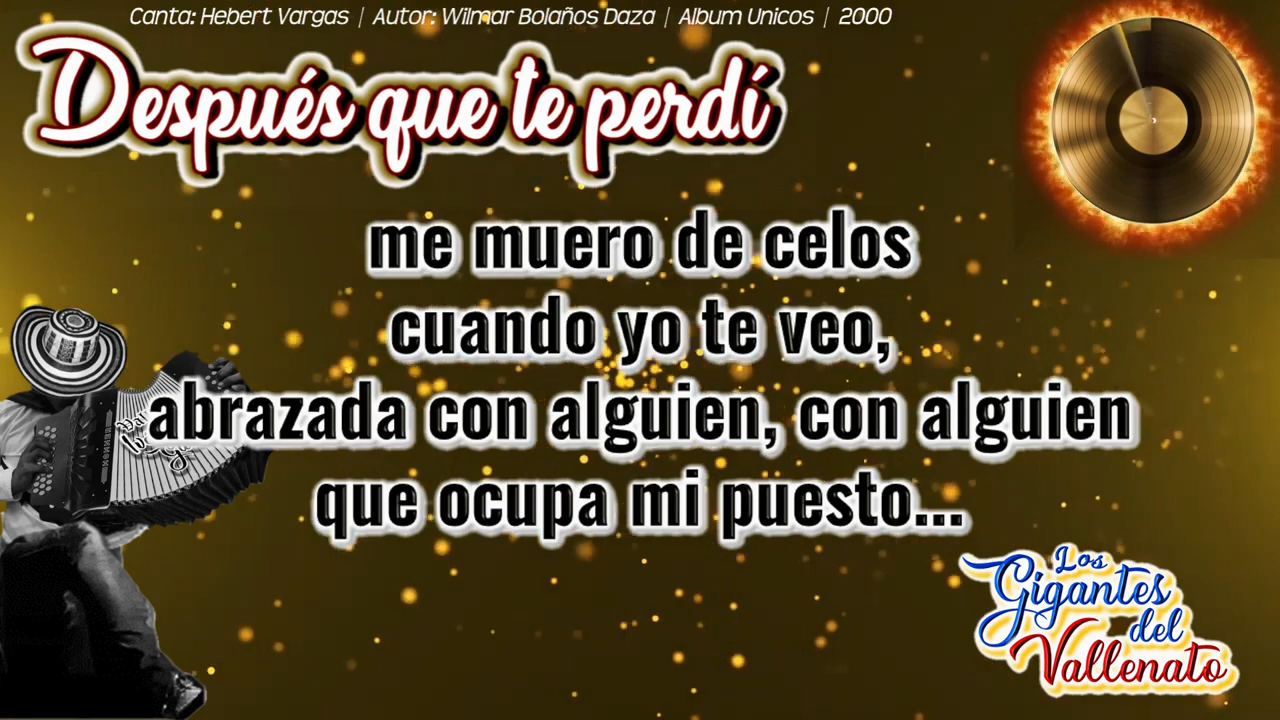 Canta: Hebert Vargas | Autor: Wilmar Bolaños Daza | Album Unicos | 2000
Después que te perdí
me muero de celos
cuando yo te veo,
abrazada con alguien, con alguien
que ocupa mi puesto...
Los
Gigantes
del
Vallenato